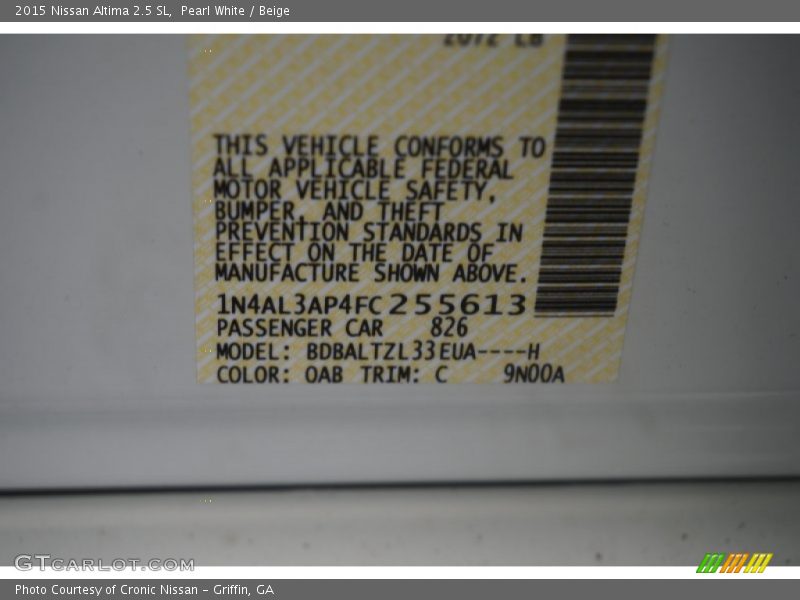 2015 Nissan Altima 2.5 SL, Pearl White / Beige
2072 LB
THIS VEHICLE CONFORMS TO
ALL APPLICABLE FEDERAL
MOTOR VEHICLE SAFETY,
BUMPER, AND THEFT
PREVENTION STANDARDS IN
EFFECT ON THE DATE OF
MANUFACTURE SHOWN ABOVE.
1N4AL3AP4FC255613
PASSENGER CAR 826
MODEL: BDBALTZL33EUA----H
COLOR: QAB TRIM: C 9N00A
GTCARLOT.COM
Photo Courtesy of Cronic Nissan – Griffin, GA